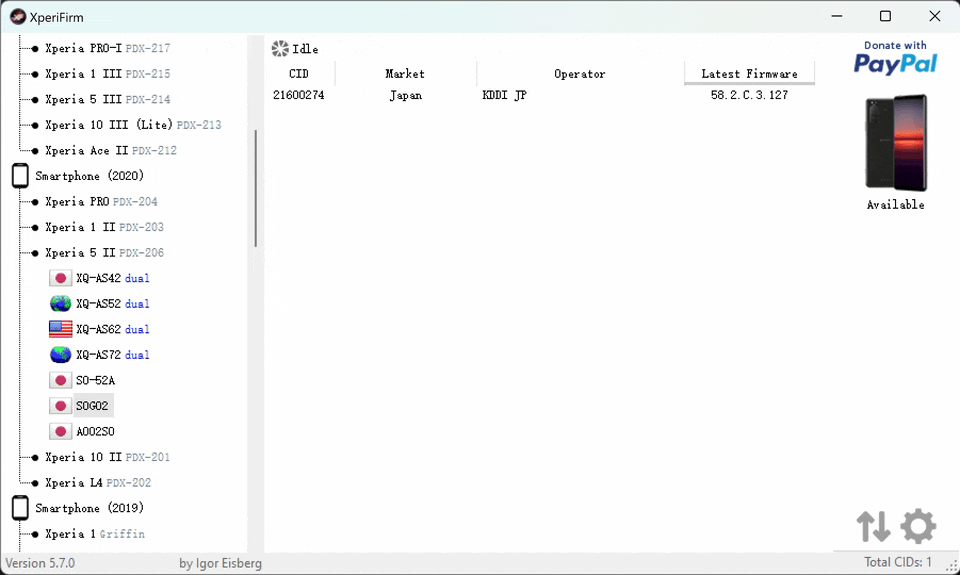 XperiFirm
Xperia PRO-I PDX-217
Xperia 1 III PDX-215
Xperia 5 III PDX-214
Xperia 10 III (Lite) PDX-213
Xperia Ace II PDX-212
Smartphone (2020)
Xperia PRO PDX-204
Xperia 1 II PDX-203
Xperia 5 II PDX-206
XQ-AS42 dual
XQ-AS52 dual
XQ-AS62 dual
XQ-AS72 dual
SO-52A
SOG02
A002SO
Xperia 10 II PDX-201
Xperia L4 PDX-202
Smartphone (2019)
Xperia 1 Griffin
Idle
CID Market Operator Latest Firmware
21600274 Japan KDDI JP 58.2.C.3.127
Donate with
PayPal
Available
Version 5.7.0 by Igor Eisberg Total CIDs: 1